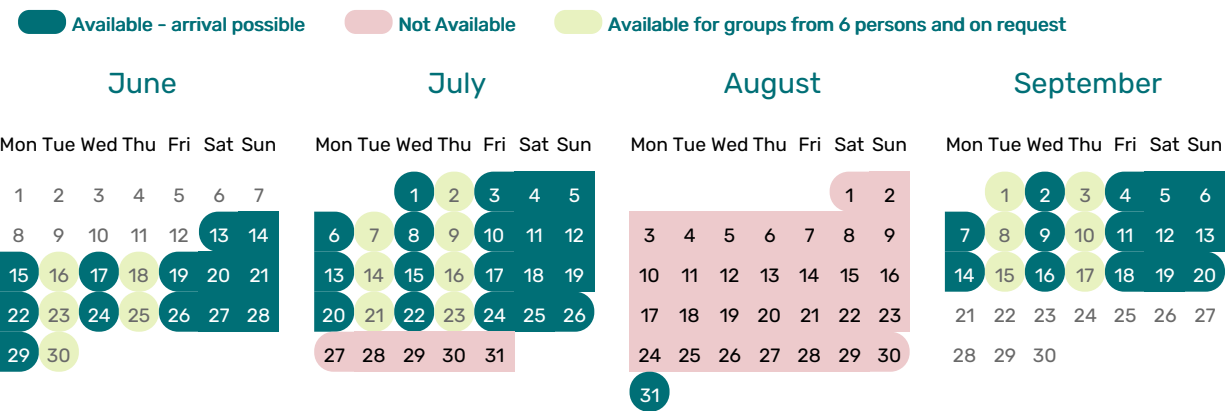 Available - arrival possible Not Available Available for groups from 6 persons and on request
June July August September
Mon Tue Wed Thu Fri Sat Sun Mon Tue Wed Thu Fri Sat Sun Mon Tue Wed Thu Fri Sat Sun Mon Tue Wed Thu Fri Sat Sun
1 2 3 4 5 6 7 1 2 3 4 5 1 2 1 2 3 4 5 6
8 9 10 11 12 13 14 6 7 8 9 10 11 12 3 4 5 6 7 8 9 7 8 9 10 11 12 13
15 16 17 18 19 20 21 13 14 15 16 17 18 19 10 11 12 13 14 15 16 14 15 16 17 18 19 20
22 23 24 25 26 27 28 20 21 22 23 24 25 26 17 18 19 20 21 22 23 21 22 23 24 25 26 27
29 30 27 28 29 30 31 24 25 26 27 28 29 30 28 29 30
31